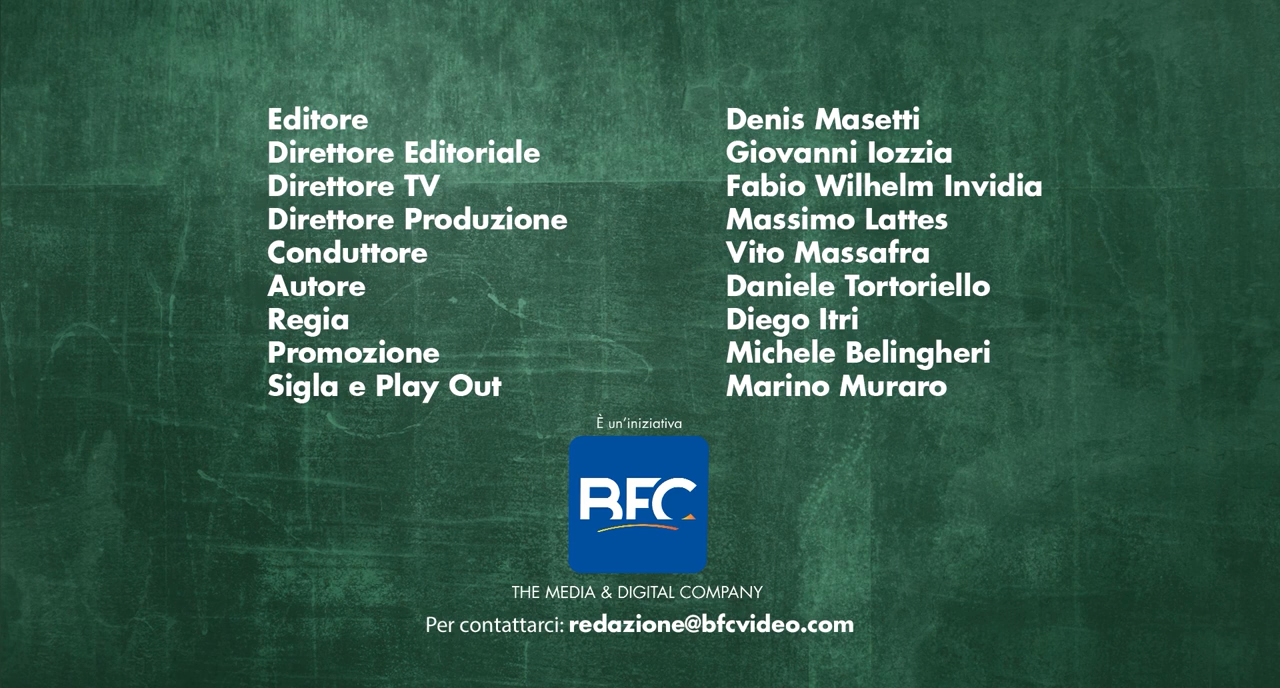 Editore Denis Masetti
Direttore Editoriale Giovanni Iozzia
Direttore TV Fabio Wilhelm Invidia
Direttore Produzione Massimo Lattes
Conduttore Vito Massafra
Autore Daniele Tortoriello
Regia Diego Itri
Promozione Michele Belingheri
Sigla e Play Out Marino Muraro
È un'iniziativa
BFC
THE MEDIA & DIGITAL COMPANY
Per contattarci: redazione@bfcvideo.com